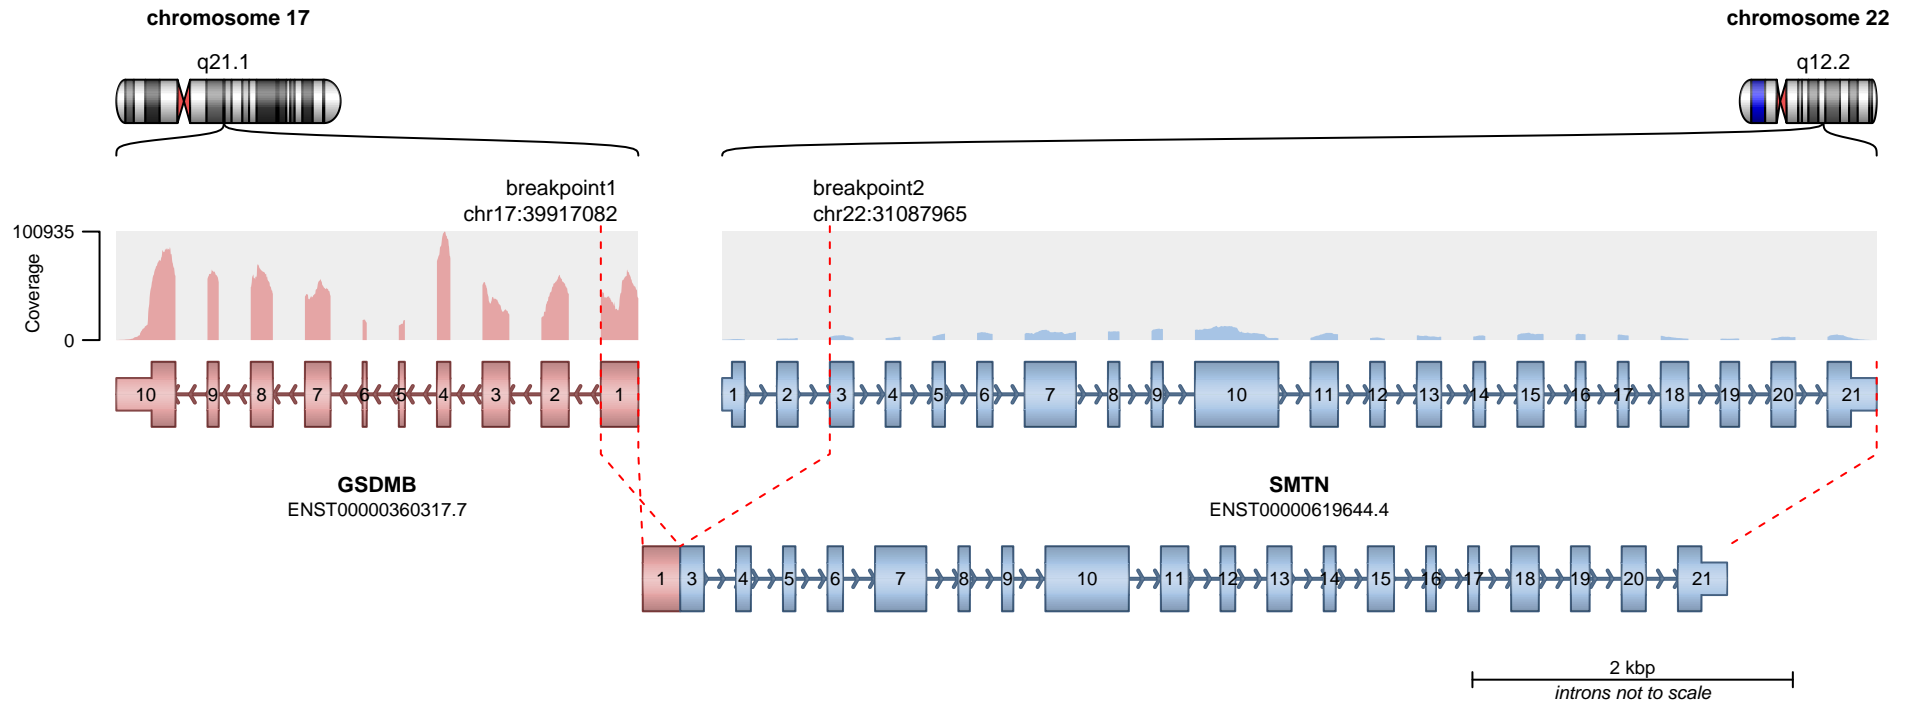 chromosome 17
chromosome 22
q21.1
q12.2
breakpoint1
chr17:39917082
breakpoint2
chr22:31087965
100935
Coverage
0
10 9 8 7 6 5 4 3 2 1
1 2 3 4 5 6 7 8 9 10 11 12 13 14 15 16 17 18 19 20 21
GSDMB
ENST00000360317.7
SMTN
ENST00000619644.4
1 3 4 5 6 7 8 9 10 11 12 13 14 15 16 17 18 19 20 21
2 kbp
introns not to scale